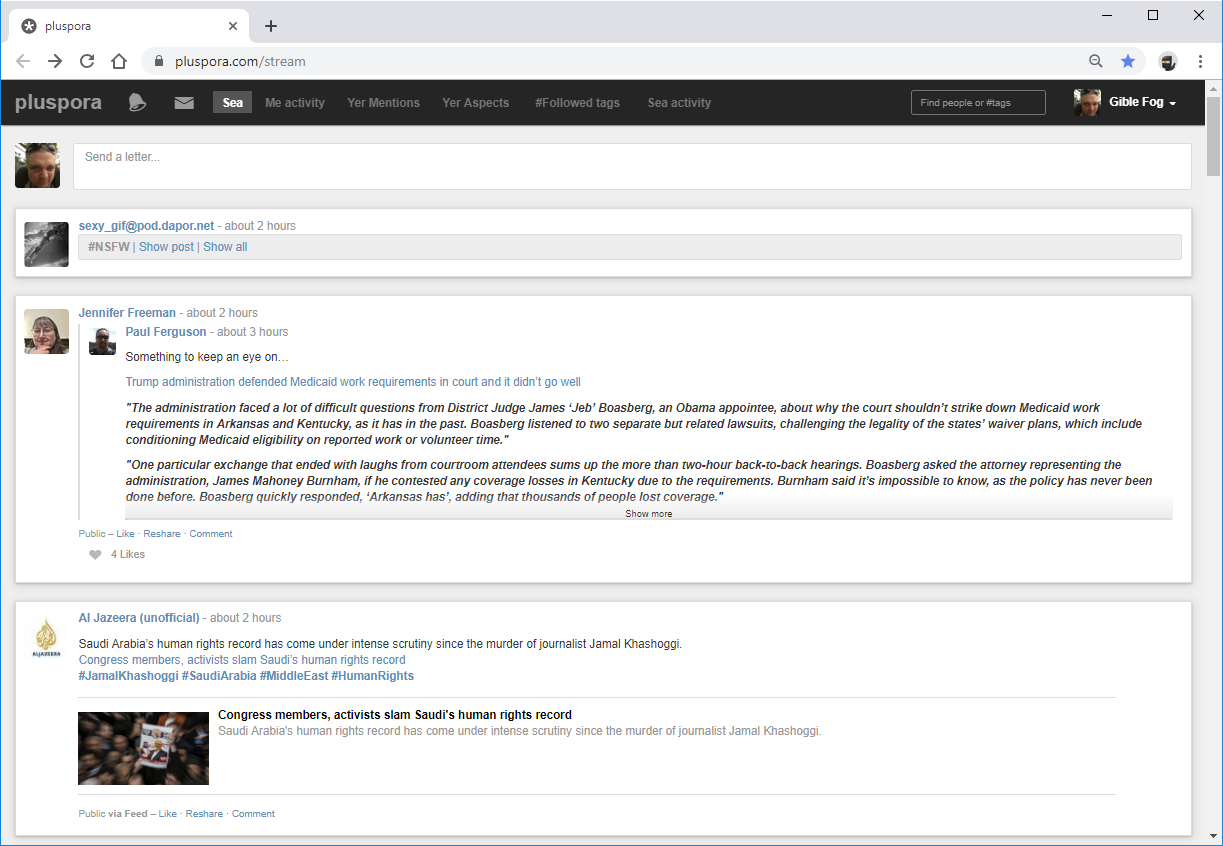 pluspora
pluspora.com/stream
pluspora Sea Me activity Yer Mentions Yer Aspects #Followed tags Sea activity Find people or #tags Gible Fog
Send a letter...
sexy_gif@pod.dapor.net - about 2 hours
#NSFW | Show post | Show all
Jennifer Freeman - about 2 hours
Paul Ferguson - about 3 hours
Something to keep an eye on…
Trump administration defended Medicaid work requirements in court and it didn’t go well
"The administration faced a lot of difficult questions from District Judge James ‘Jeb’ Boasberg, an Obama appointee, about why the court shouldn’t strike down Medicaid work
requirements in Arkansas and Kentucky, as it has in the past. Boasberg listened to two separate but related lawsuits, challenging the legality of the states’ waiver plans, which include
conditioning Medicaid eligibility on reported work or volunteer time."
"One particular exchange that ended with laughs from courtroom attendees sums up the more than two-hour back-to-back hearings. Boasberg asked the attorney representing the
administration, James Mahoney Burnham, if he contested any coverage losses in Kentucky due to the requirements. Burnham said it’s impossible to know, as the policy has never been
done before. Boasberg quickly responded, ‘Arkansas has’, adding that thousands of people lost coverage."
Show more
Public – Like · Reshare · Comment
4 Likes
Al Jazeera (unofficial) - about 2 hours
ALJAZEERA
Saudi Arabia’s human rights record has come under intense scrutiny since the murder of journalist Jamal Khashoggi.
Congress members, activists slam Saudi’s human rights record
#JamalKhashoggi #SaudiArabia #MiddleEast #HumanRights
Congress members, activists slam Saudi's human rights record
Saudi Arabia's human rights record has come under intense scrutiny since the murder of journalist Jamal Khashoggi.
Public via Feed – Like · Reshare · Comment